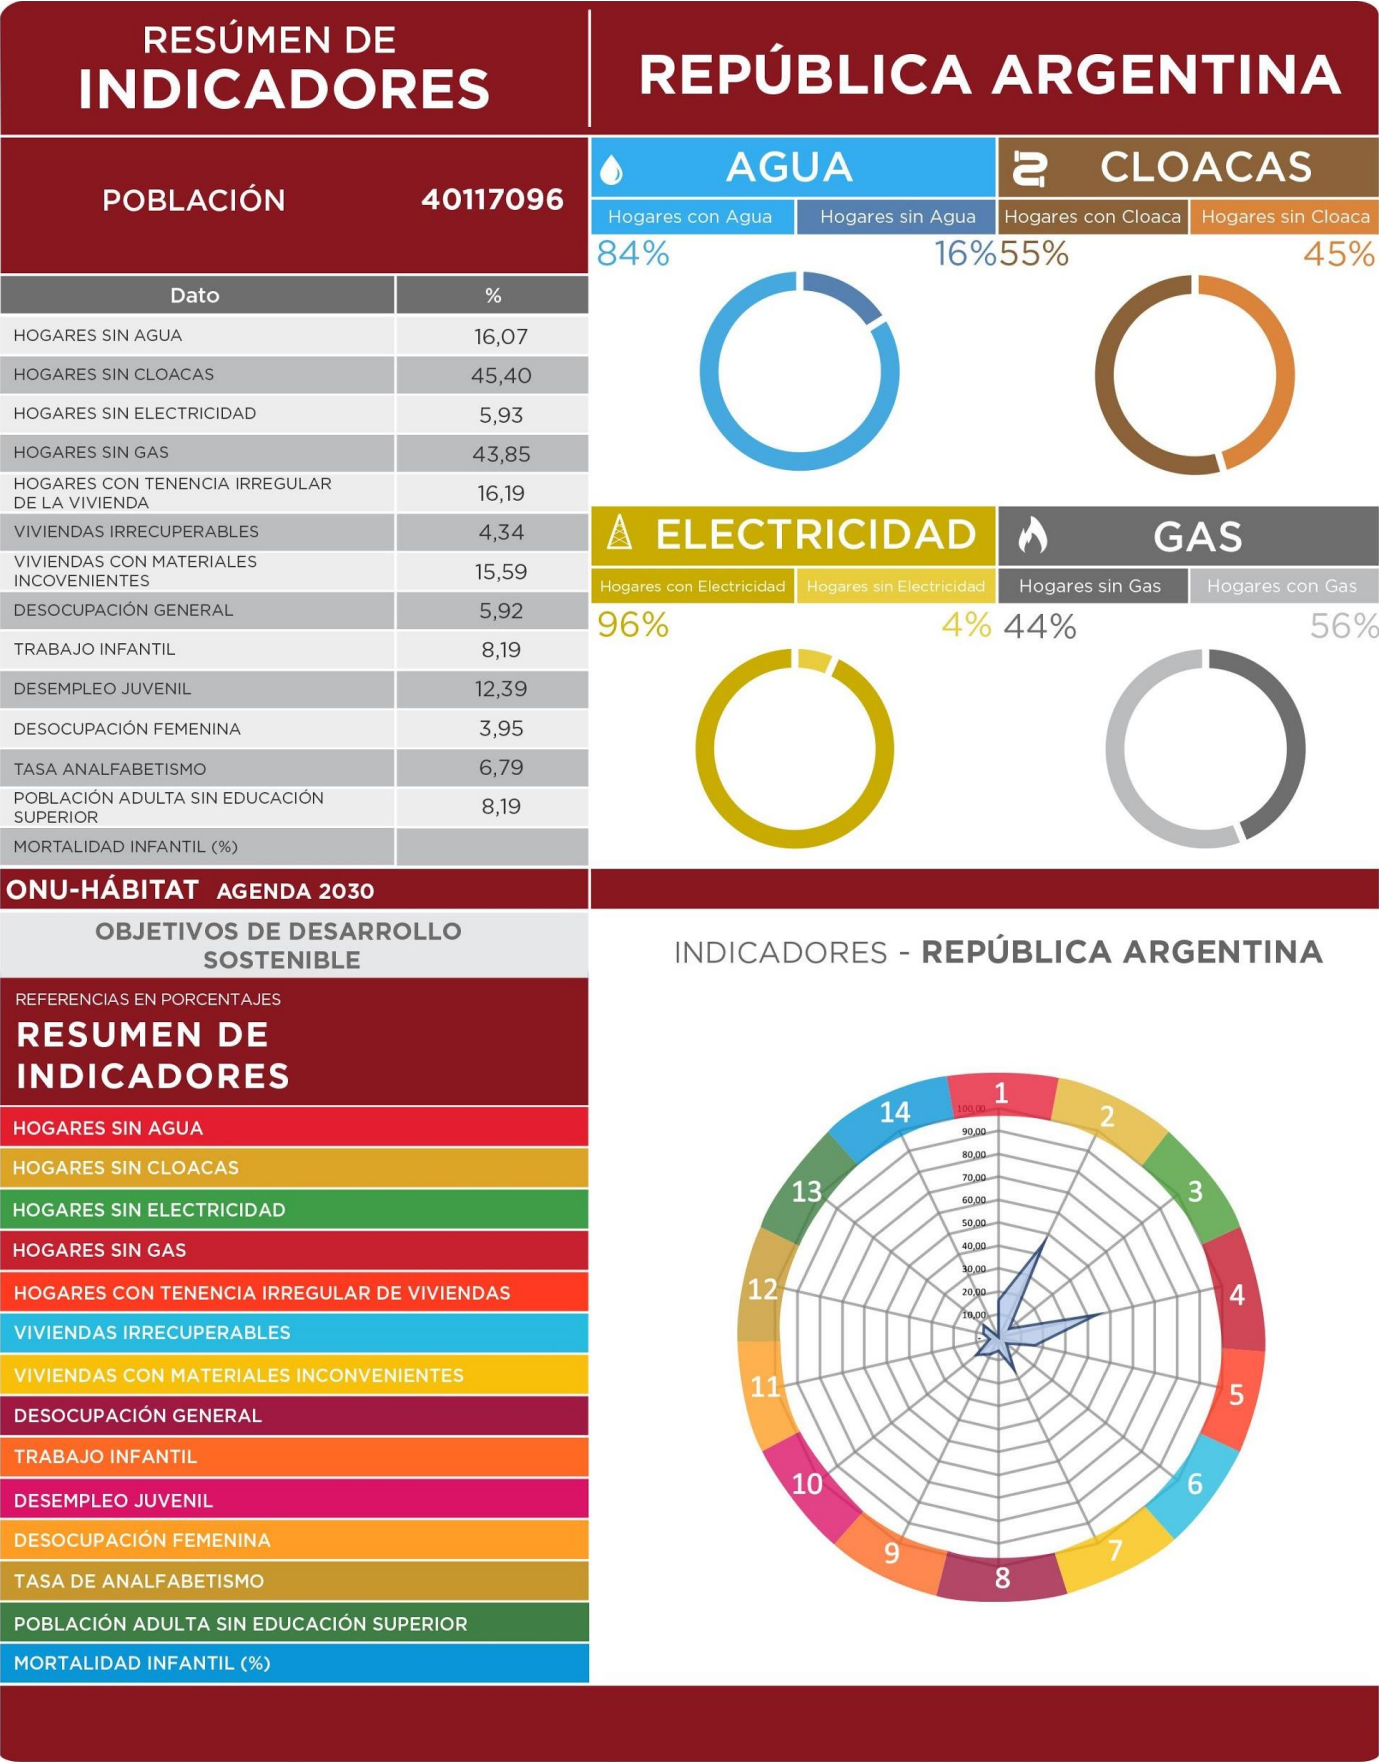 RESÚMEN DE
INDICADORES
REPÚBLICA ARGENTINA
POBLACIÓN 40117096
Dato %
HOGARES SIN AGUA 16,07
HOGARES SIN CLOACAS 45,40
HOGARES SIN ELECTRICIDAD 5,93
HOGARES SIN GAS 43,85
HOGARES CON TENENCIA IRREGULAR
DE LA VIVIENDA 16,19
VIVIENDAS IRRECUPERABLES 4,34
VIVIENDAS CON MATERIALES
INCOVENIENTES 15,59
DESOCUPACIÓN GENERAL 5,92
TRABAJO INFANTIL 8,19
DESEMPLEO JUVENIL 12,39
DESOCUPACIÓN FEMENINA 3,95
TASA ANALFABETISMO 6,79
POBLACIÓN ADULTA SIN EDUCACIÓN
SUPERIOR 8,19
MORTALIDAD INFANTIL (%)
AGUA
Hogares con Agua Hogares sin Agua
84% 16%
CLOACAS
Hogares con Cloaca Hogares sin Cloaca
55% 45%
ELECTRICIDAD
Hogares con Electricidad Hogares sin Electricidad
96% 4%
GAS
Hogares sin Gas Hogares con Gas
44% 56%
ONU-HÁBITAT AGENDA 2030
OBJETIVOS DE DESARROLLO
SOSTENIBLE
REFERENCIAS EN PORCENTAJES
RESUMEN DE
INDICADORES
HOGARES SIN AGUA
HOGARES SIN CLOACAS
HOGARES SIN ELECTRICIDAD
HOGARES SIN GAS
HOGARES CON TENENCIA IRREGULAR DE VIVIENDAS
VIVIENDAS IRRECUPERABLES
VIVIENDAS CON MATERIALES INCONVENIENTES
DESOCUPACIÓN GENERAL
TRABAJO INFANTIL
DESEMPLEO JUVENIL
DESOCUPACIÓN FEMENINA
TASA DE ANALFABETISMO
POBLACIÓN ADULTA SIN EDUCACIÓN SUPERIOR
MORTALIDAD INFANTIL (%)
INDICADORES - REPÚBLICA ARGENTINA
1
2
3
4
5
6
7
8
9
10
11
12
13
14
100,00
90,00
80,00
70,00
60,00
50,00
40,00
30,00
20,00
10,00
-